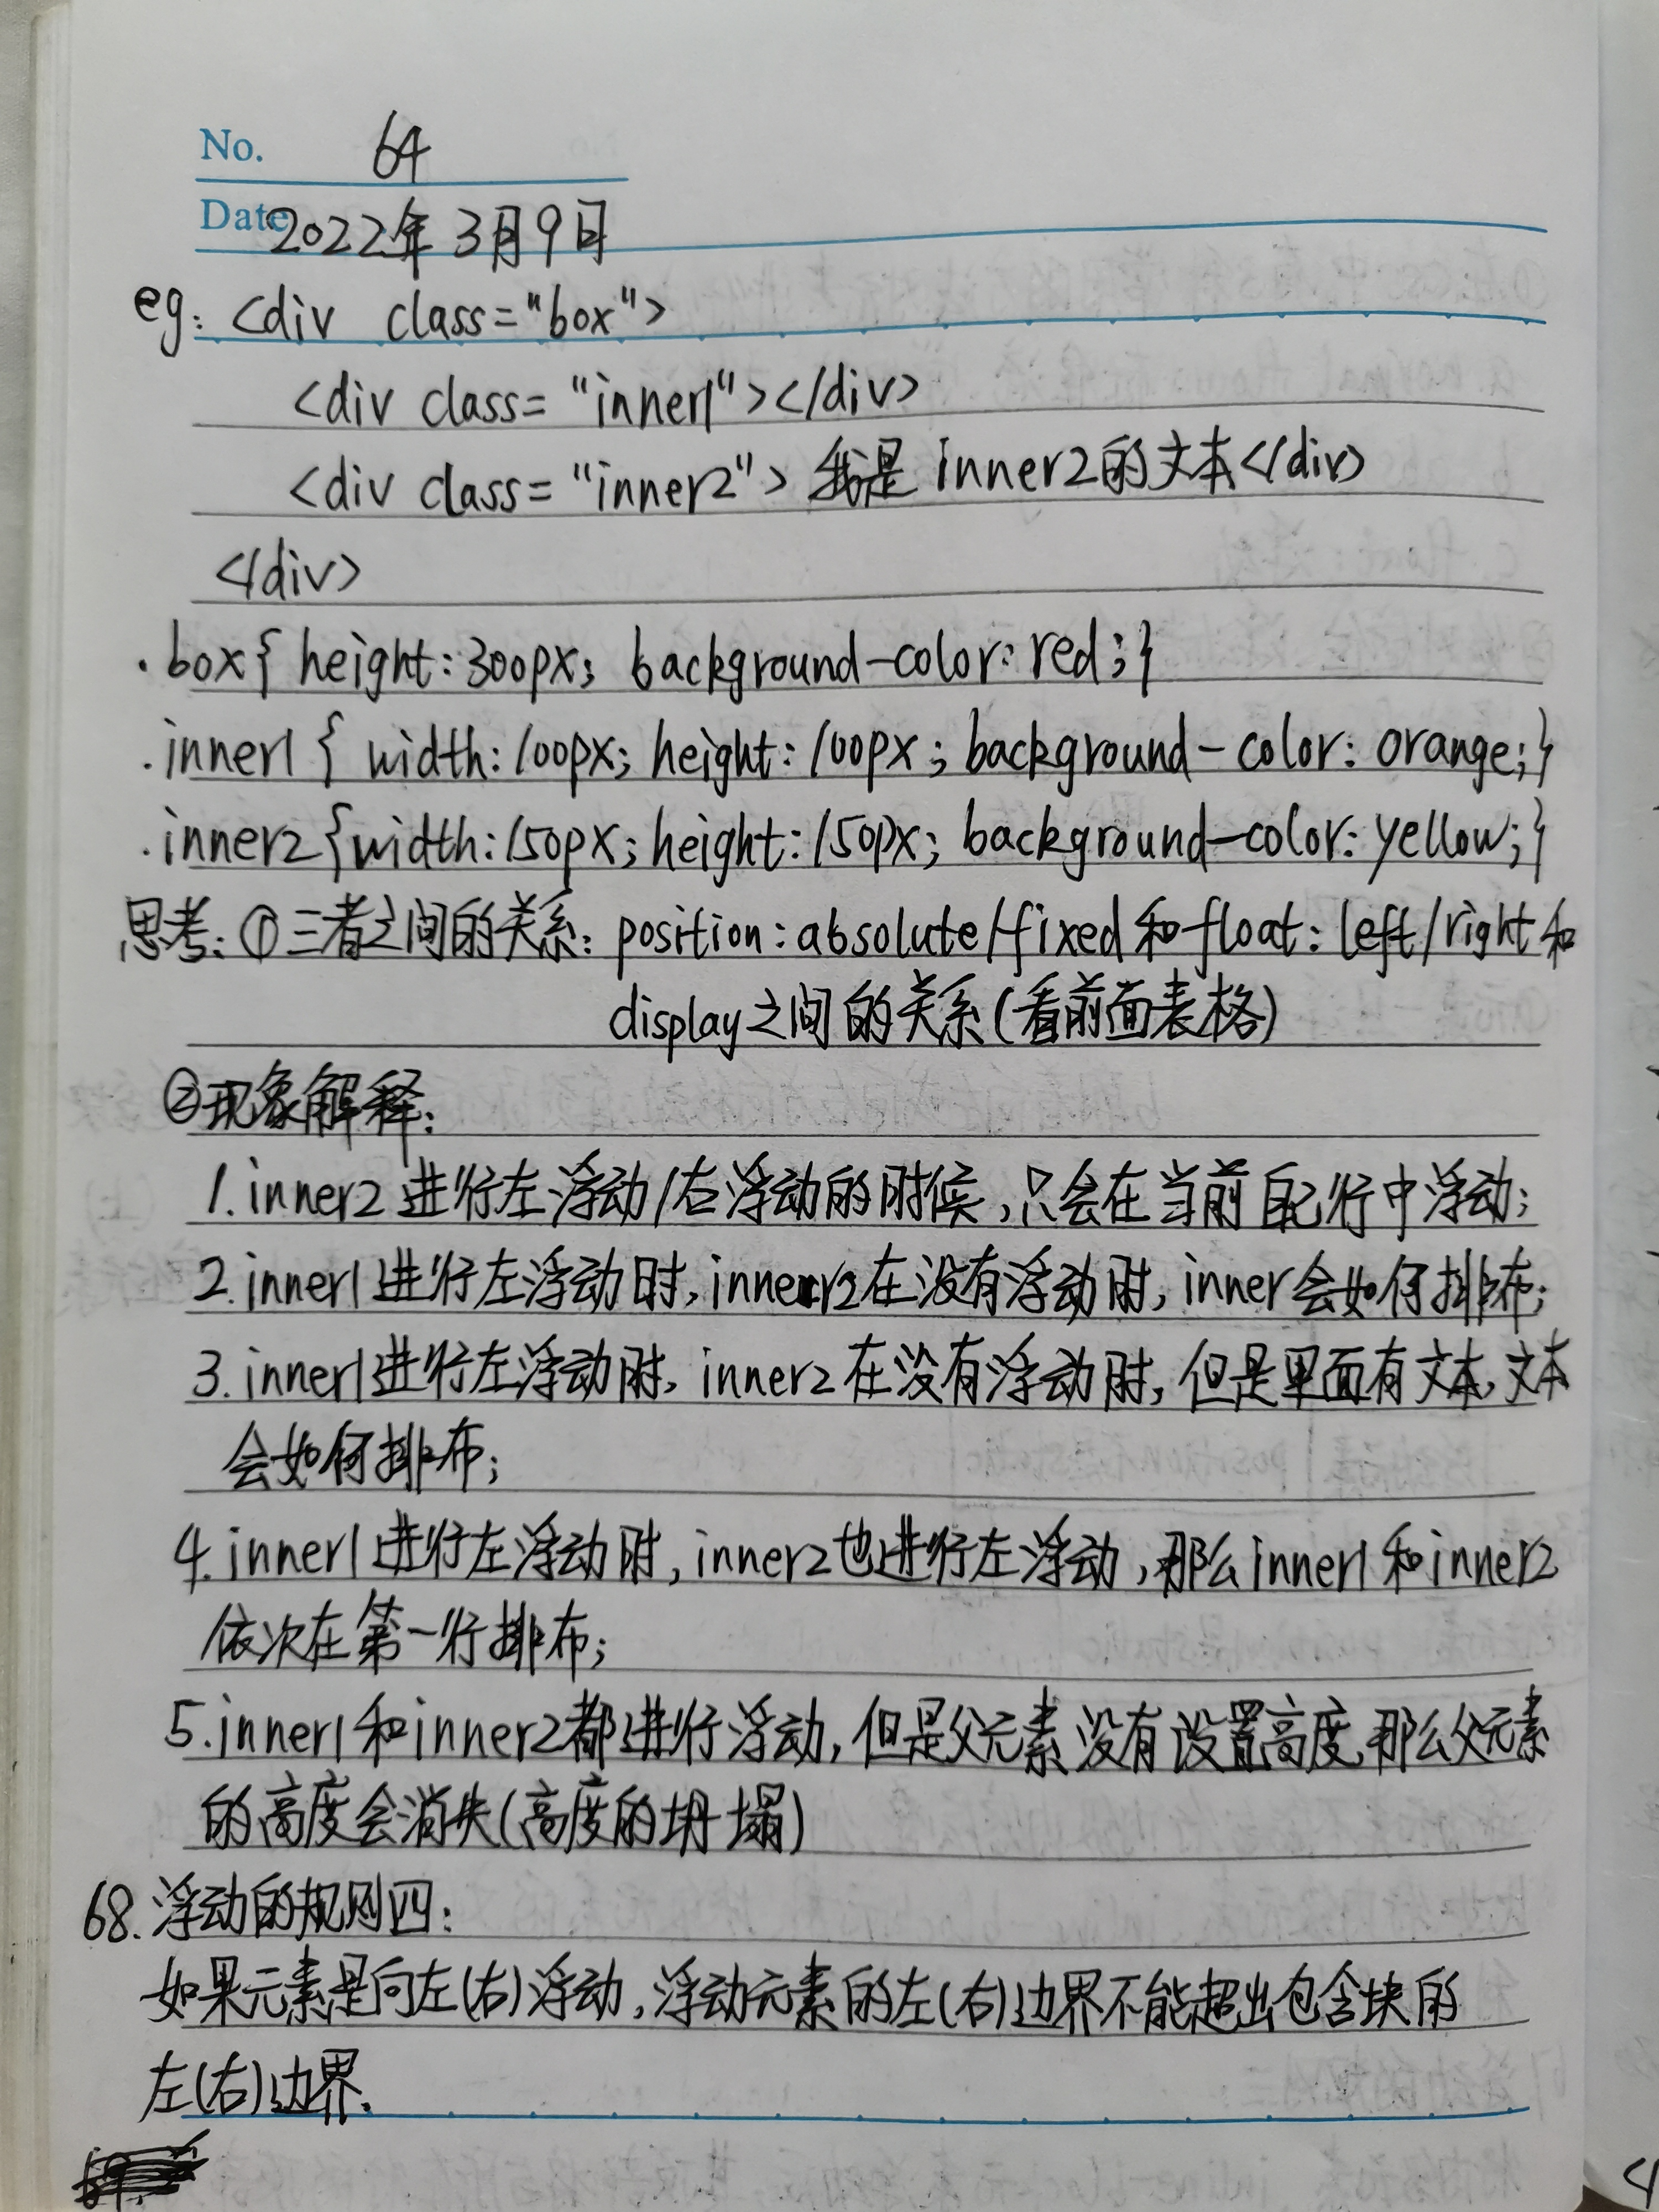 No. 64
Date 2022年3月9日
eg: <div class="box">
<div class="inner1"></div>
<div class="inner2">我是inner2的文本</div>
</div>
.box{ height:300px; background-color: red; }
.inner1 { width:100px; height:100px; background-color: orange; }
.inner2 {width:150px; height:150px; background-color: yellow; }
思考:①三者之间的关系: position: absolute/fixed和float: left/right和
display之间的关系(看前面表格)
②现象解释:
1.inner2进行左浮动/右浮动的时候,只会在当前自己行中浮动;
2.inner1进行左浮动时,inner2在没有浮动时,inner会如何排布;
3.inner1进行左浮动时,inner2在没有浮动时,但是里面有文本,文本
会如何排布;
4.inner1进行左浮动时,inner2也进行左浮动,那么inner1和inner2
依次在第一行排布;
5.inner1和inner2都进行浮动,但是父元素没有设置高度,那么父元素
的高度会消失(高度的坍塌)
68.浮动的规则四:
如果元素是向左(右)浮动,浮动元素的左(右)边界不能超出包含块的
左(右)边界.